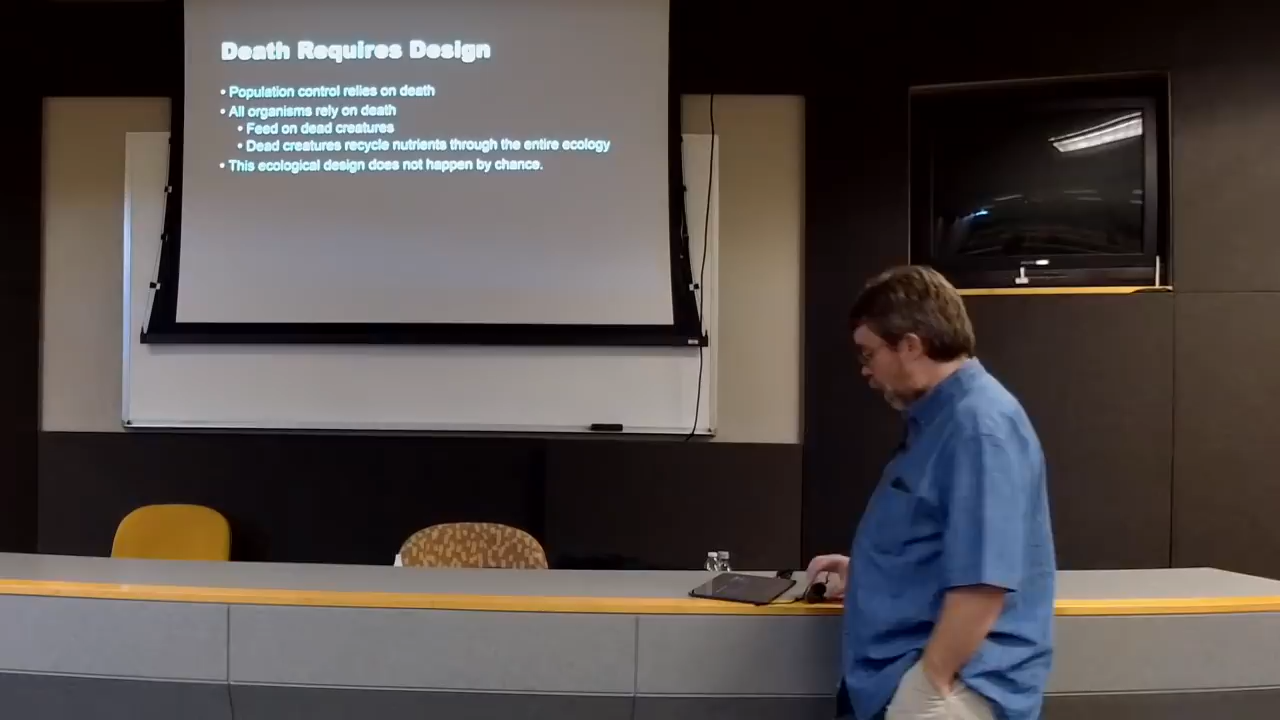 Death Requires Design
• Population control relies on death
• All organisms rely on death
• Feed on dead creatures
• Dead creatures recycle nutrients through the entire ecology
• This ecological design does not happen by chance.